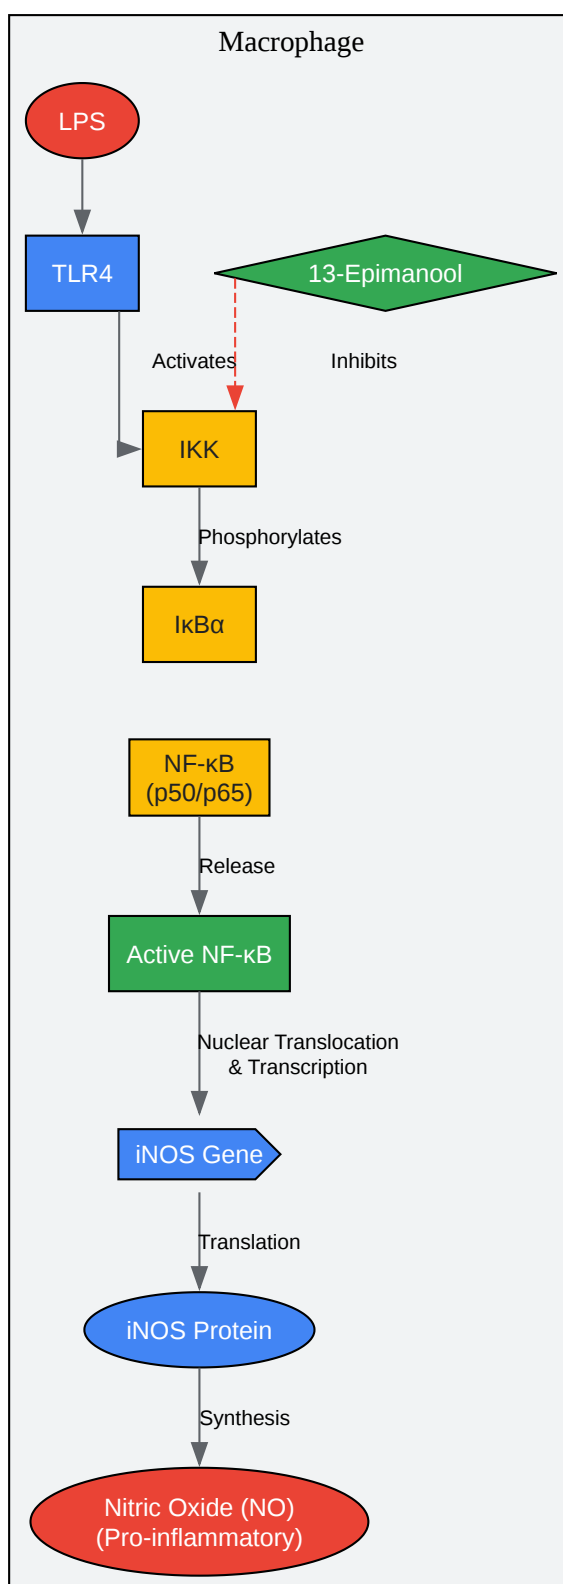 Macrophage
LPS
TLR4
13-Epimanool
Activates
Inhibits
IKK
Phosphorylates
IκBα
NF-κB
(p50/p65)
Release
Active NF-κB
Nuclear Translocation
& Transcription
iNOS Gene
Translation
iNOS Protein
Synthesis
Nitric Oxide (NO)
(Pro-inflammatory)